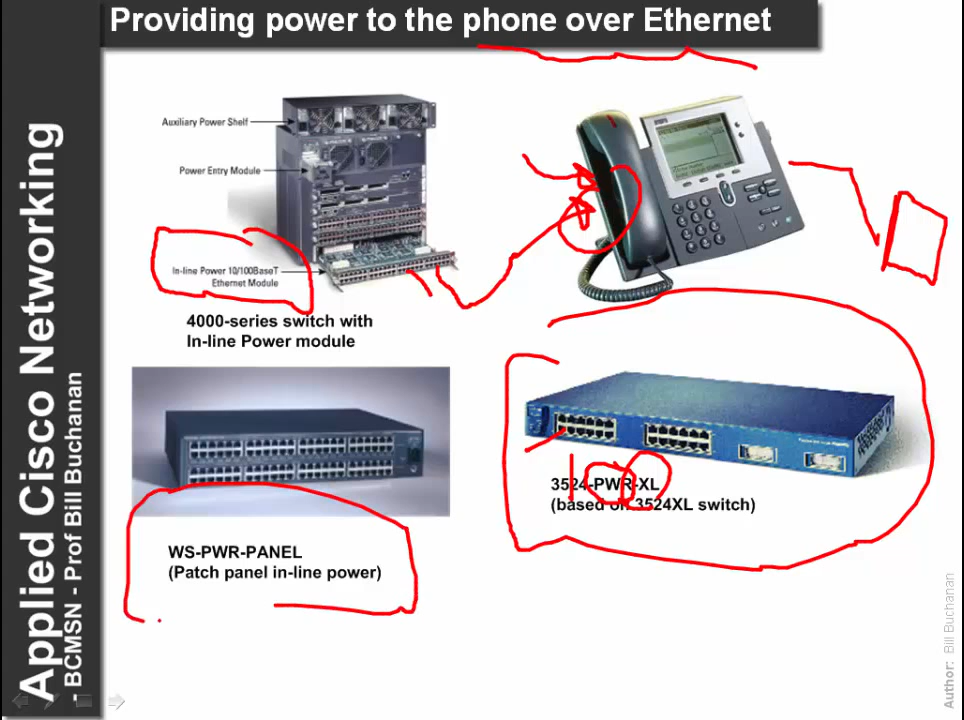 Providing power to the phone over Ethernet
Applied Cisco Networking
- BCMSN - Prof Bill Buchanan
Auxiliary Power Shelf
Power Entry Module
In-line Power 10/100BaseT
Ethernet Module
4000-series switch with
In-line Power module
WS-PWR-PANEL
(Patch panel in-line power)
3524-PWR-XL
(based on 3524XL switch)
Author: Bill Buchanan